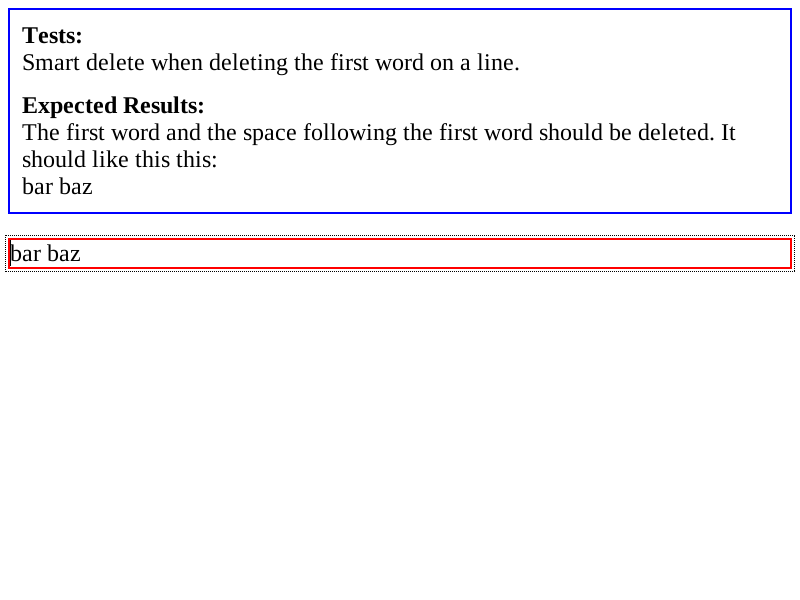 Tests:
Smart delete when deleting the first word on a line.
Expected Results:
The first word and the space following the first word should be deleted. It
should like this this:
bar baz
bar baz